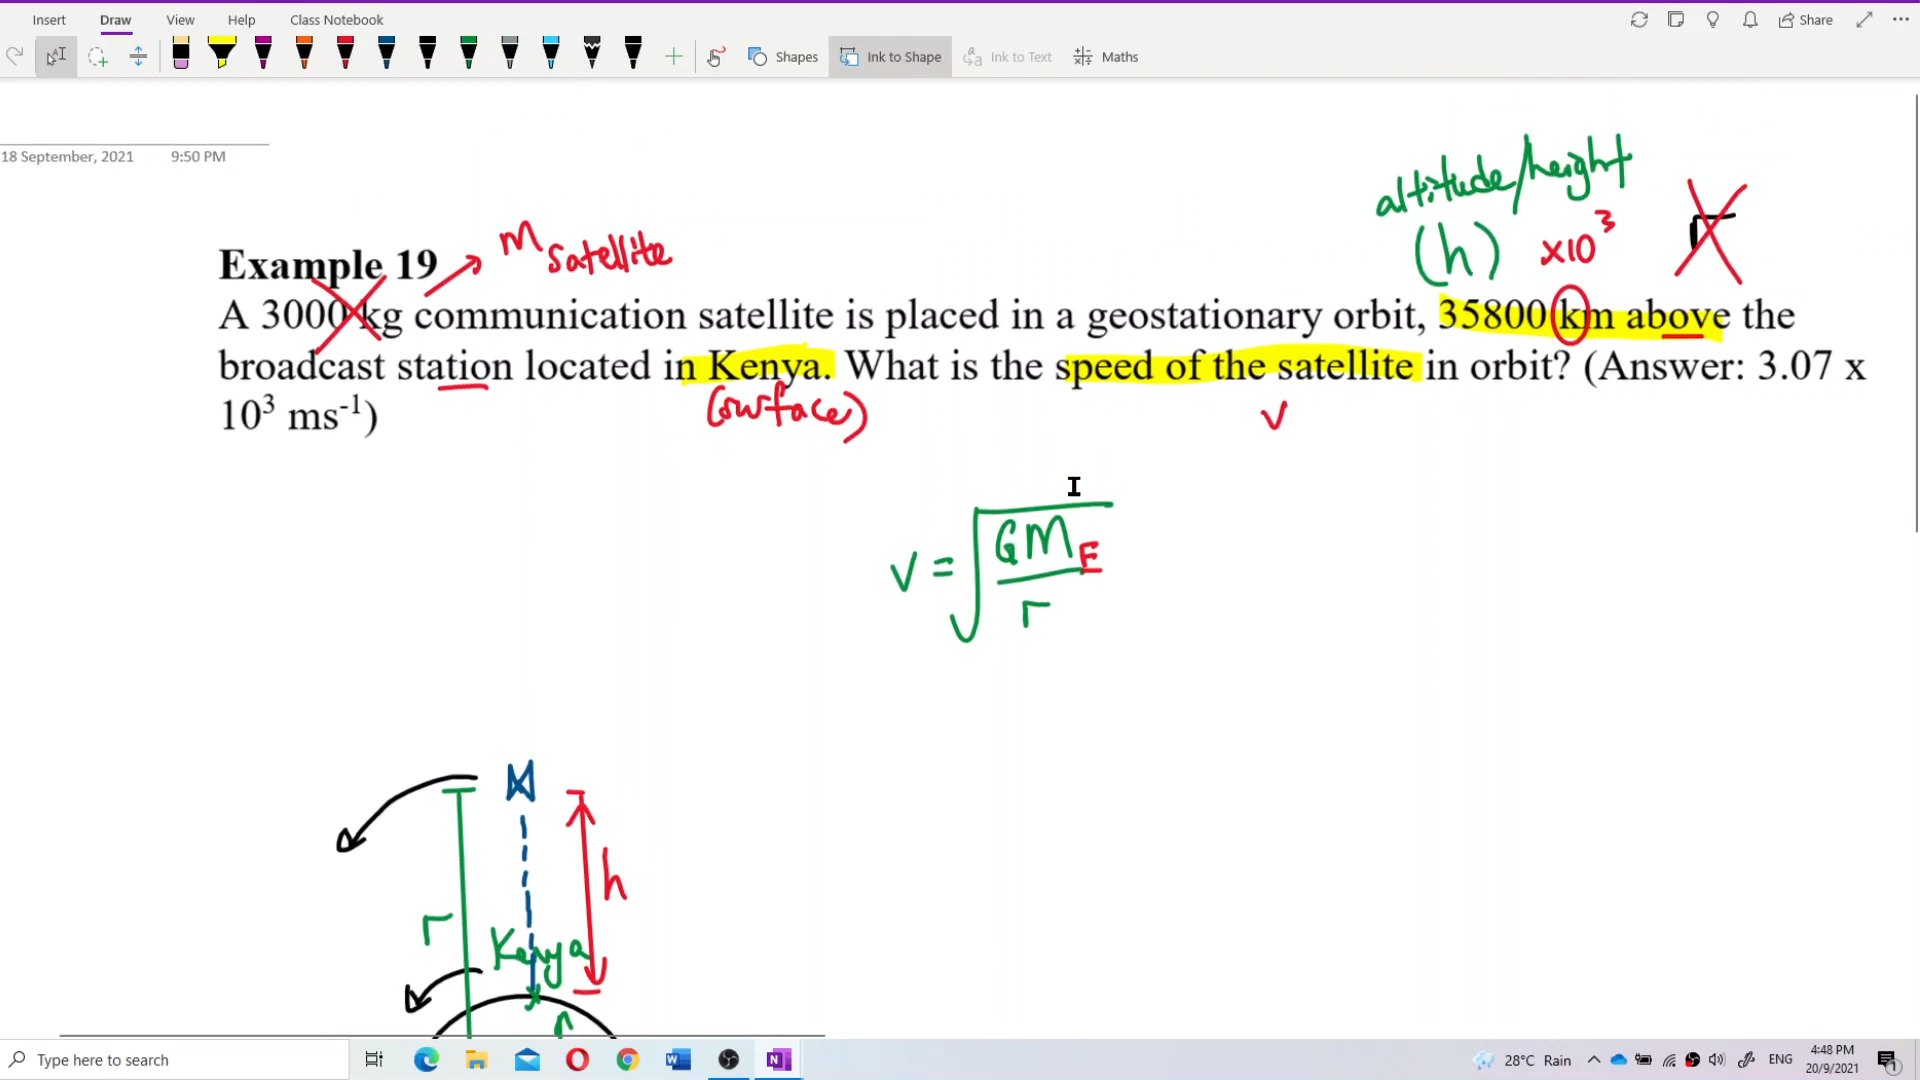 Insert Draw View Help Class Notebook Share
Shapes Ink to Shape Ink to Text Maths
18 September, 2021 9:50 PM
altitude/height
(h) x10³ r
m satellite
Example 19
A 3000 kg communication satellite is placed in a geostationary orbit, 35800 km above the
broadcast station located in Kenya. What is the speed of the satellite in orbit? (Answer: 3.07 x
10³ ms⁻¹)
(surface)
v
v = √(GM_E / r)
h
r
Kenya
r
Type here to search 28°C Rain ENG 4:48 PM
20/9/2021
1